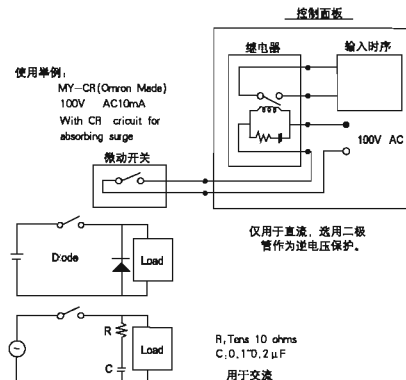 控制面板
继电器
输入时序
使用举例:
MY-CR(Omron Made)
100V AC10mA
With CR cricuit for
absorbing surge
微动开关
100V AC
仅用于直流, 选用二极
管作为逆电压保护。
Diode
Load
R
C
Load
R,Tens 10 ohms
C:0.1~0.2μF
用于交流